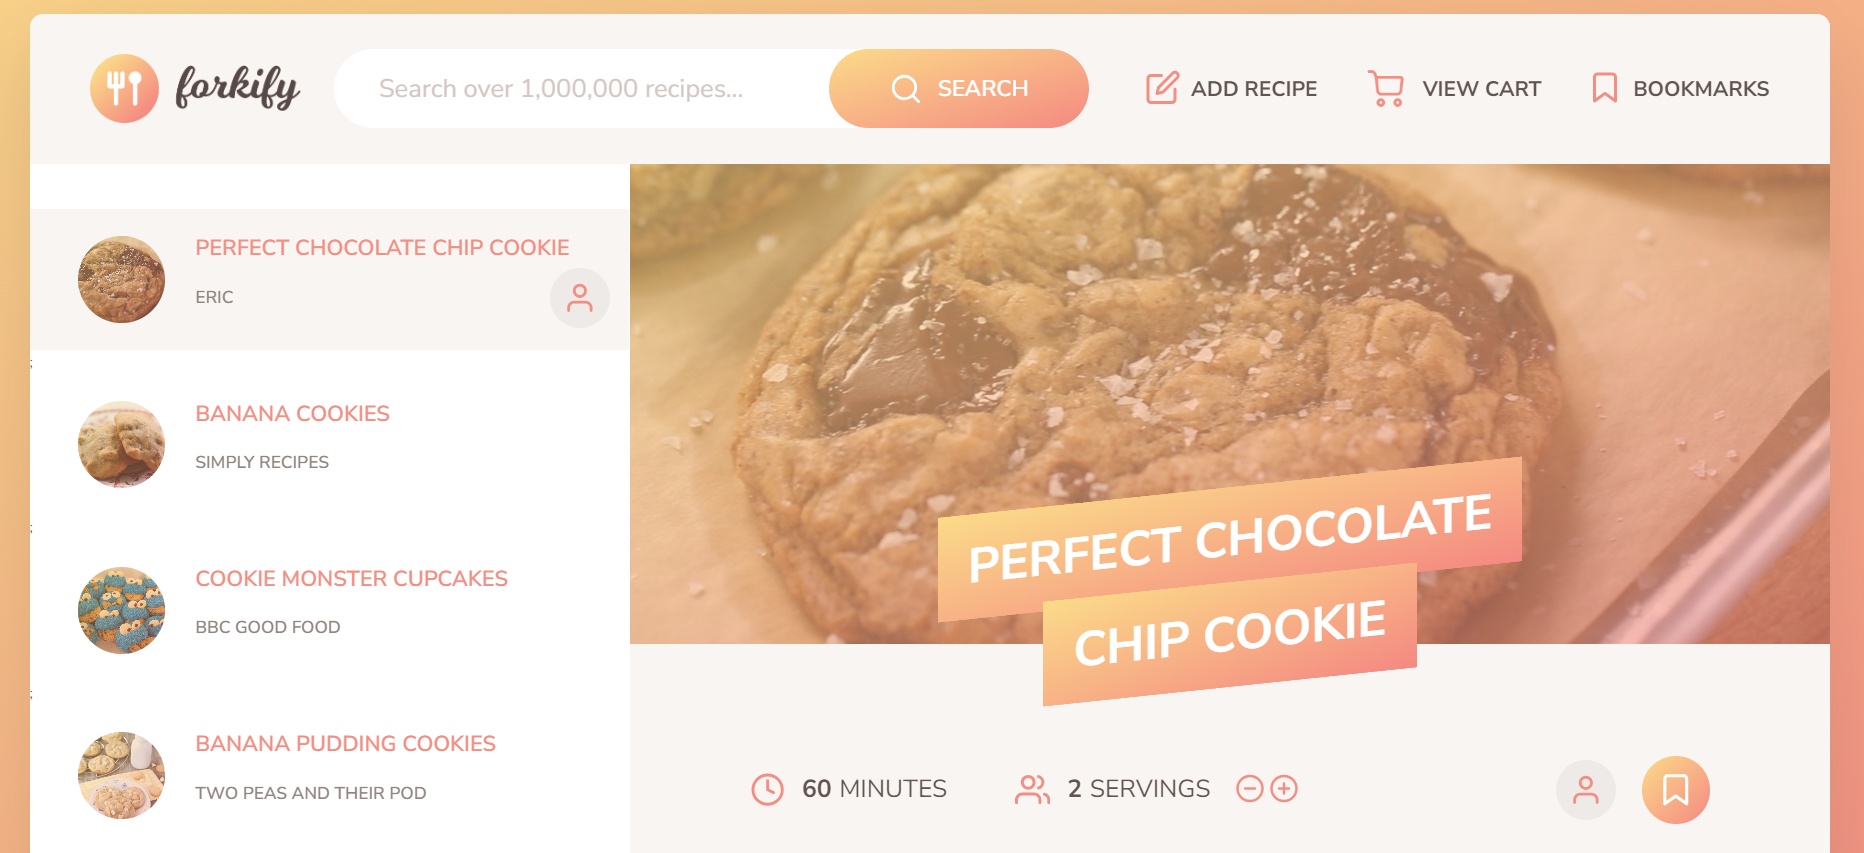 forkify
Search over 1,000,000 recipes...
SEARCH
ADD RECIPE
VIEW CART
BOOKMARKS
PERFECT CHOCOLATE CHIP COOKIE
ERIC
;
BANANA COOKIES
SIMPLY RECIPES
;
COOKIE MONSTER CUPCAKES
BBC GOOD FOOD
;
BANANA PUDDING COOKIES
TWO PEAS AND THEIR POD
PERFECT CHOCOLATE
CHIP COOKIE
60 MINUTES
2 SERVINGS